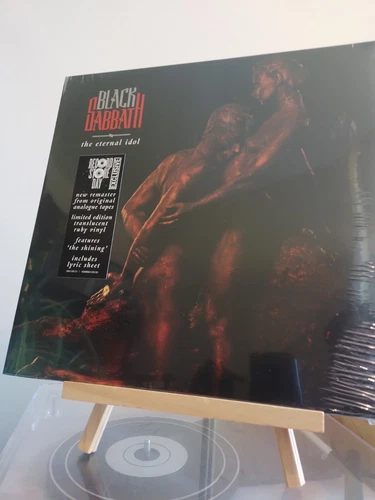 BLACK
SABBATH
the eternal idol
RECORD
STORE
DAY
EXCLUSIVE
new remaster
from original
analogue tapes
limited edition
translucent
ruby vinyl
features
'the shining'
includes
lyric sheet